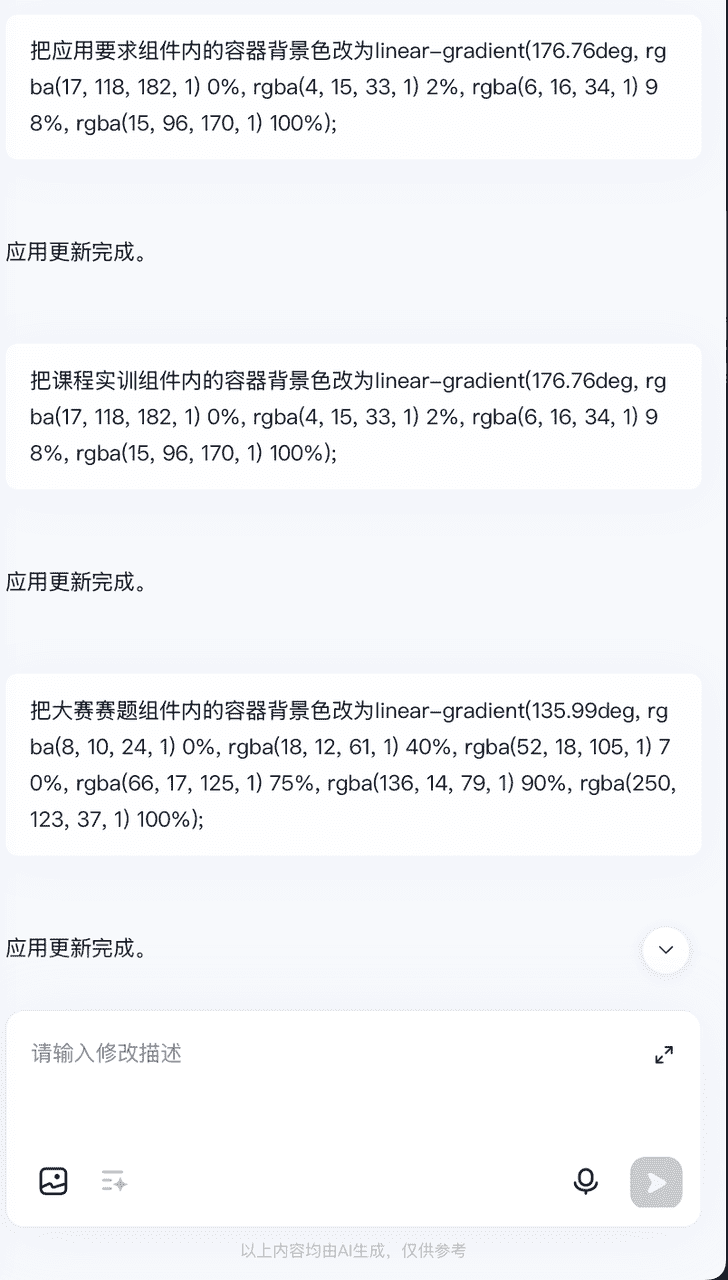 把应用要求组件内的容器背景色改为linear-gradient(176.76deg, rg
ba(17, 118, 182, 1) 0%, rgba(4, 15, 33, 1) 2%, rgba(6, 16, 34, 1) 9
8%, rgba(15, 96, 170, 1) 100%);
应用更新完成。
把课程实训组件内的容器背景色改为linear-gradient(176.76deg, rg
ba(17, 118, 182, 1) 0%, rgba(4, 15, 33, 1) 2%, rgba(6, 16, 34, 1) 9
8%, rgba(15, 96, 170, 1) 100%);
应用更新完成。
把大赛赛题组件内的容器背景色改为linear-gradient(135.99deg, rg
ba(8, 10, 24, 1) 0%, rgba(18, 12, 61, 1) 40%, rgba(52, 18, 105, 1) 7
0%, rgba(66, 17, 125, 1) 75%, rgba(136, 14, 79, 1) 90%, rgba(250,
123, 37, 1) 100%);
应用更新完成。
请输入修改描述
以上内容均由AI生成，仅供参考